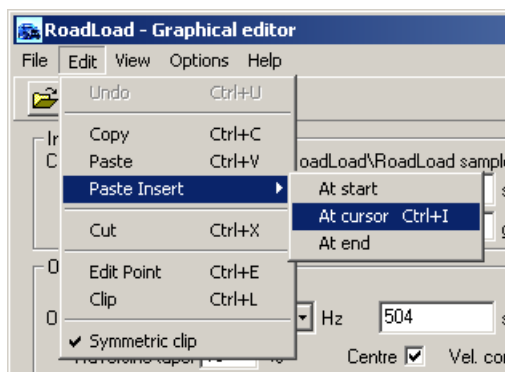 RoadLoad - Graphical editor
File Edit View Options Help
Undo Ctrl+U
Copy Ctrl+C
Paste Ctrl+V
oadLoad\RoadLoad sample
Paste Insert
At start
At cursor Ctrl+I
Cut Ctrl+X
At end
Edit Point Ctrl+E
Clip Ctrl+L
Hz 504
Symmetric clip
Centre Vel. co